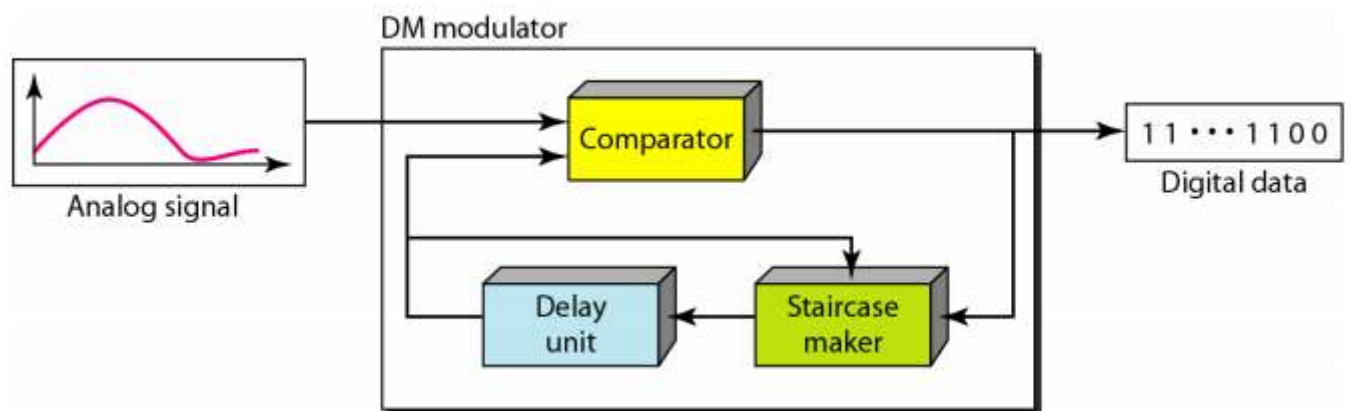 DM modulator
Comparator
11 ··· 1100
Analog signal
Digital data
Delay
unit
Staircase
maker